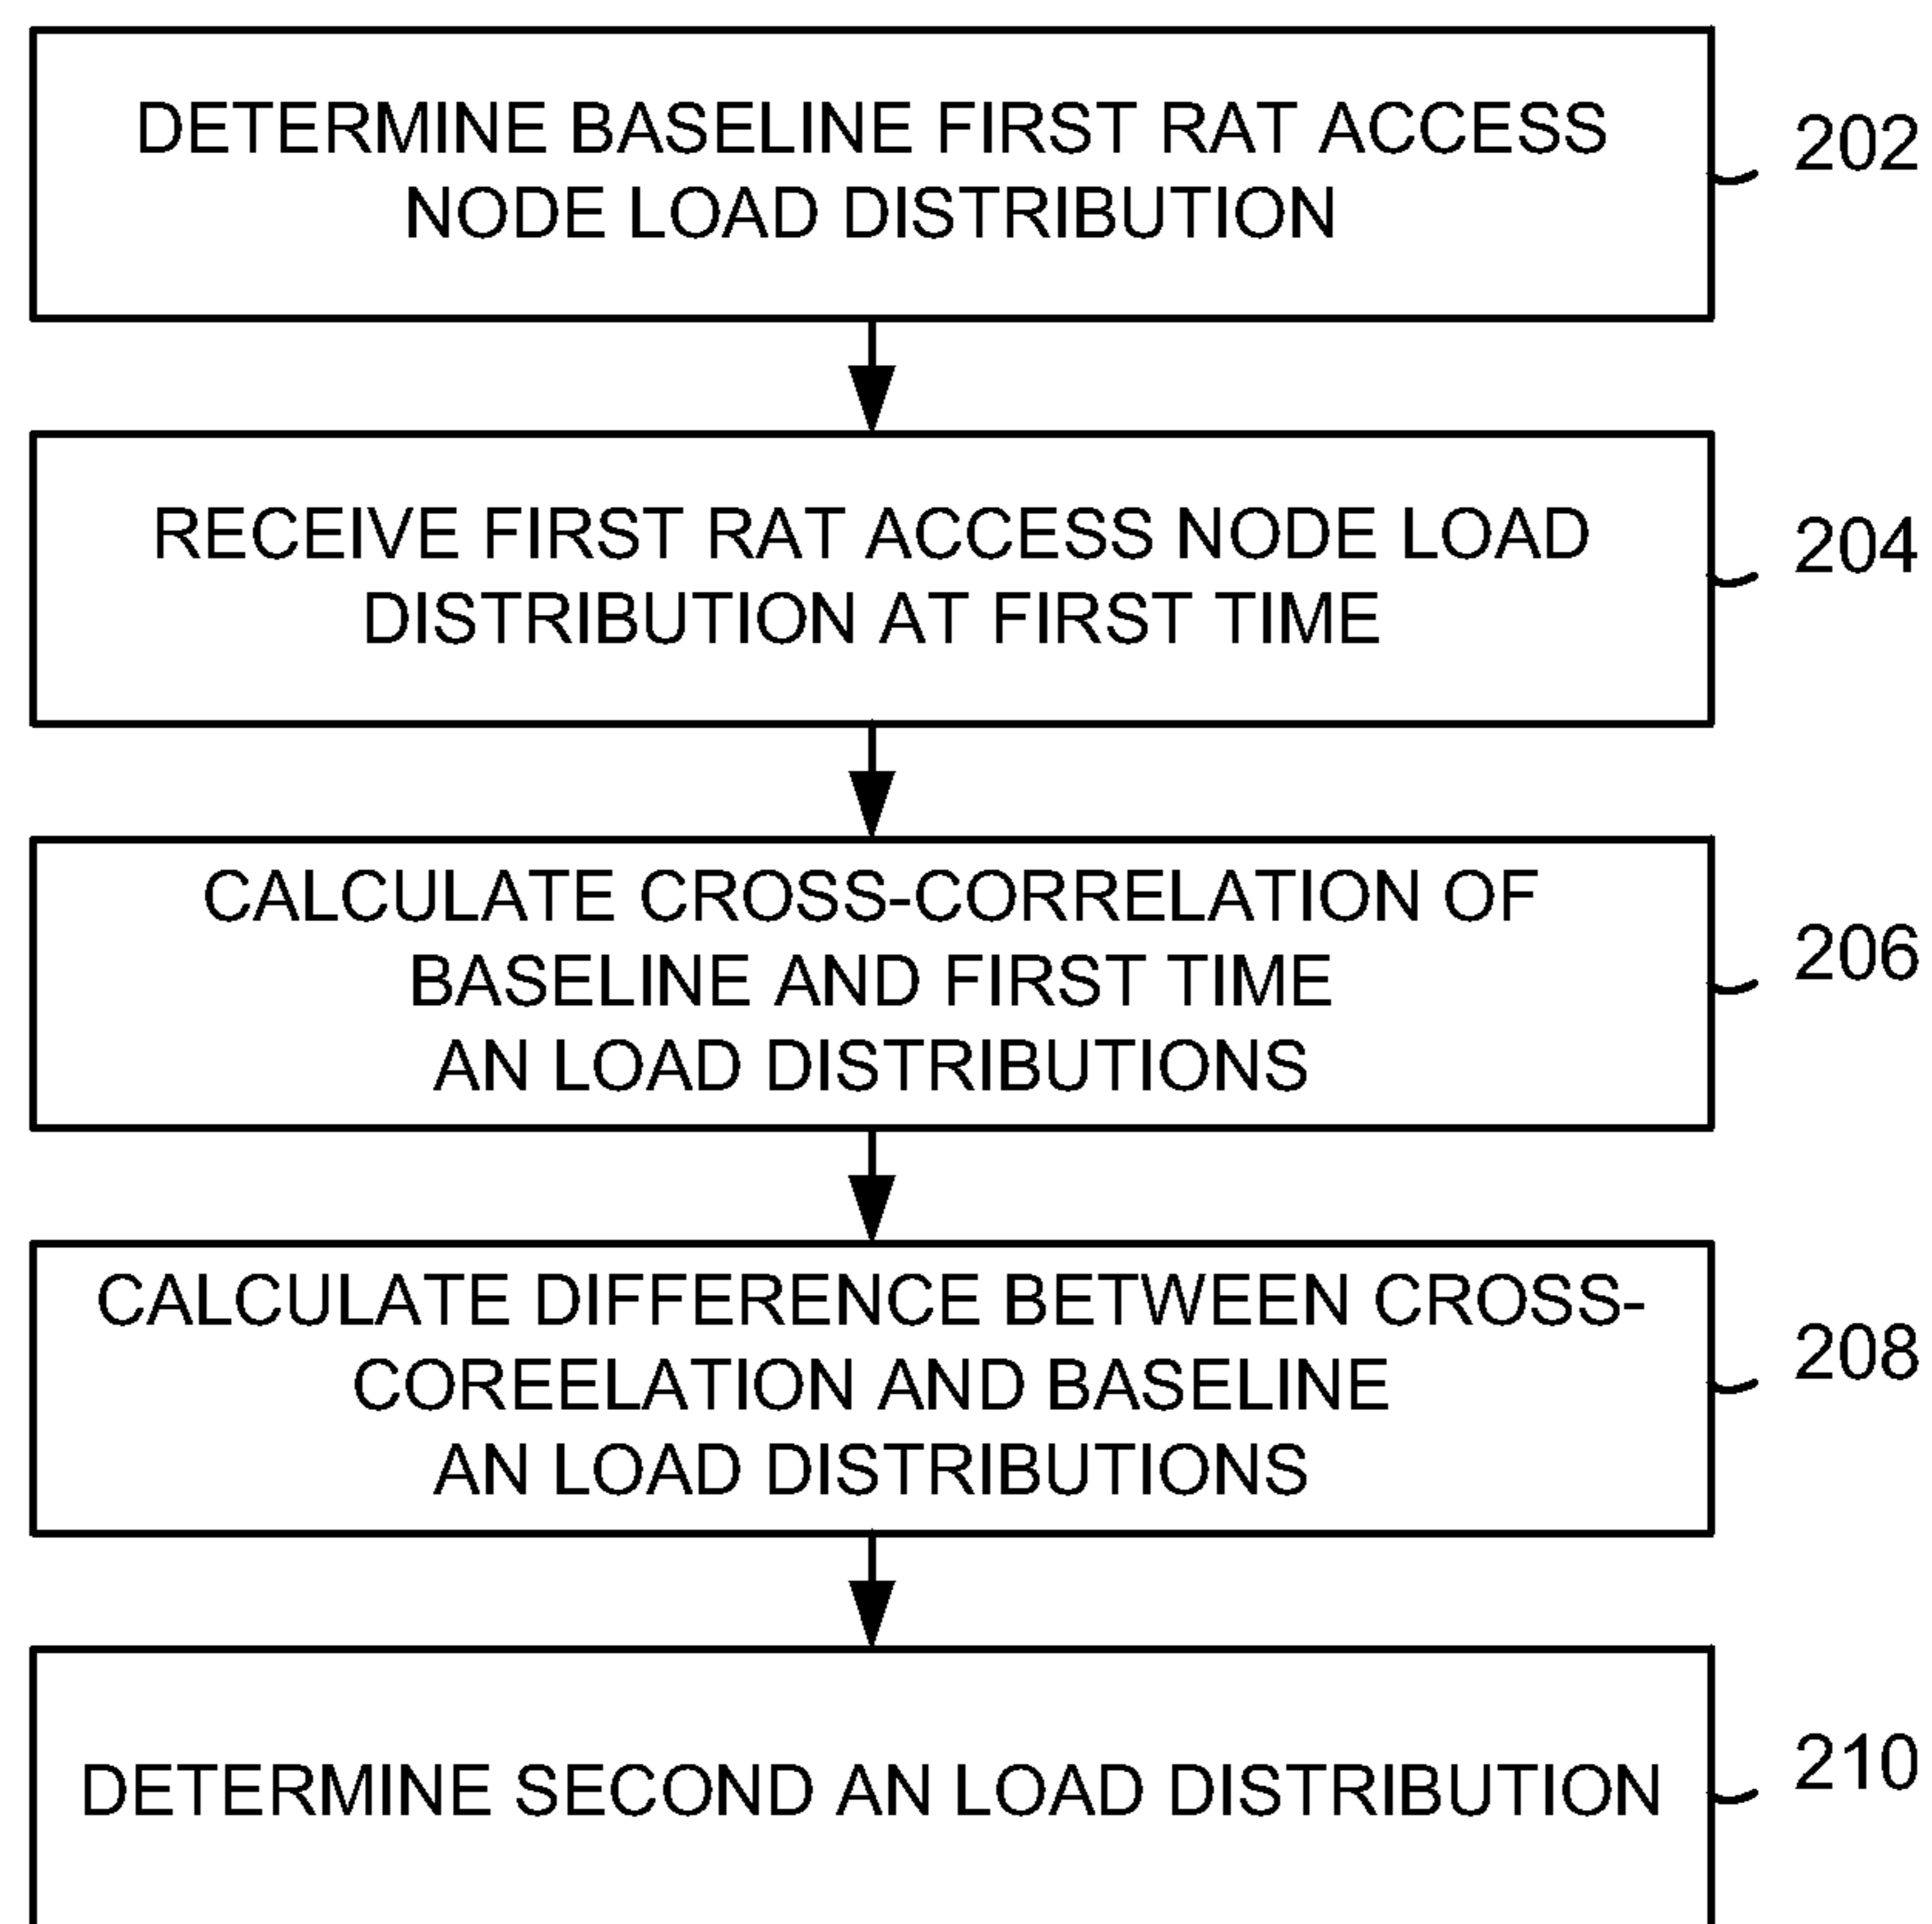 DETERMINE BASELINE FIRST RAT ACCESS
NODE LOAD DISTRIBUTION
202
RECEIVE FIRST RAT ACCESS NODE LOAD
DISTRIBUTION AT FIRST TIME
204
CALCULATE CROSS-CORRELATION OF
BASELINE AND FIRST TIME
AN LOAD DISTRIBUTIONS
206
CALCULATE DIFFERENCE BETWEEN CROSS-
COREELATION AND BASELINE
AN LOAD DISTRIBUTIONS
208
DETERMINE SECOND AN LOAD DISTRIBUTION
210